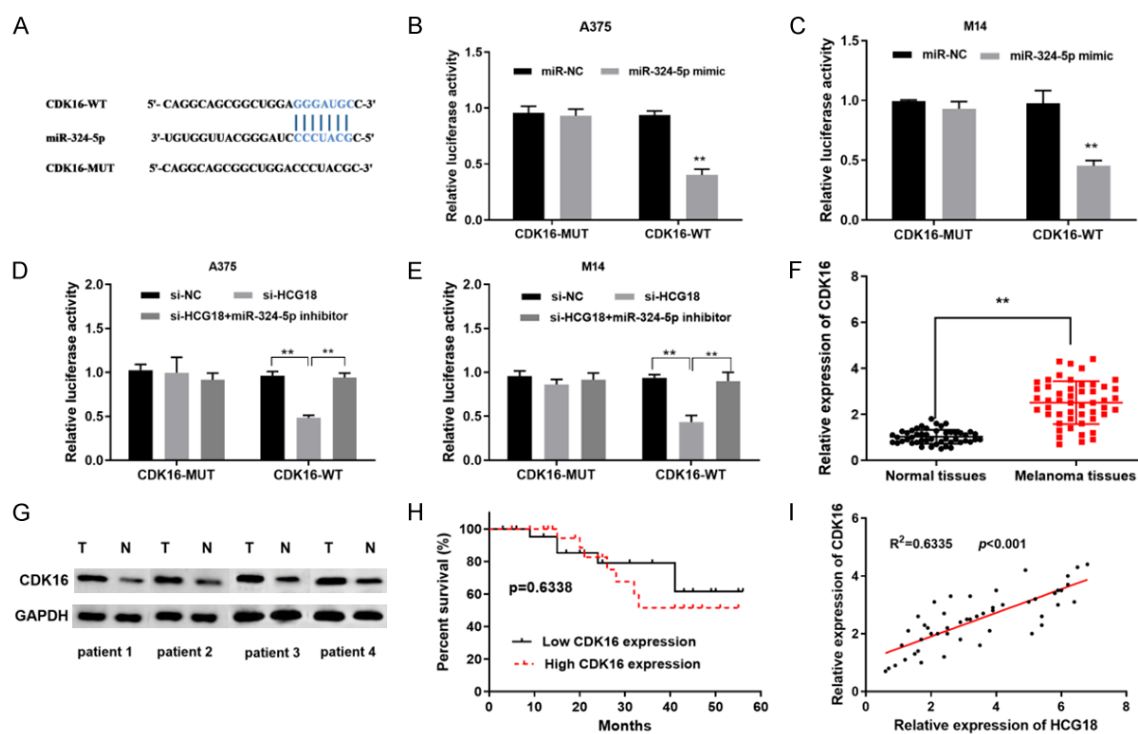 A
CDK16-WT 5'- CAGGCAGCGGCUGGAGGGAUGCC-3'
miR-324-5p 3'-UGUGGUUACGGGAUCCCCUACGC-5'
CDK16-MUT 5'- CAGGCAGCGGCUGGACCCUACGC-3'
B
A375
miR-NC miR-324-5p mimic
Relative luciferase activity
1.5
1.0
0.5
0.0
**
CDK16-MUT CDK16-WT
C
M14
miR-NC miR-324-5p mimic
Relative luciferase activity
1.5
1.0
0.5
0.0
**
CDK16-MUT CDK16-WT
D
A375
si-NC si-HCG18
si-HCG18+miR-324-5p inhibitor
Relative luciferase activity
2.0
1.5
1.0
0.5
0.0
** **
CDK16-MUT CDK16-WT
E
M14
si-NC si-HCG18
si-HCG18+miR-324-5p inhibitor
Relative luciferase activity
2.0
1.5
1.0
0.5
0.0
** **
CDK16-MUT CDK16-WT
F
Relative expression of CDK16
8
6
4
2
0
**
Normal tissues Melanoma tissues
G
T N T N T N T N
CDK16
GAPDH
patient 1 patient 2 patient 3 patient 4
H
Percent survival (%)
100
80
60
40
20
0
p=0.6338
Low CDK16 expression
High CDK16 expression
0 10 20 30 40 50 60
Months
I
Relative expression of CDK16
6
4
2
0
R²=0.6335 p<0.001
0 2 4 6 8
Relative expression of HCG18